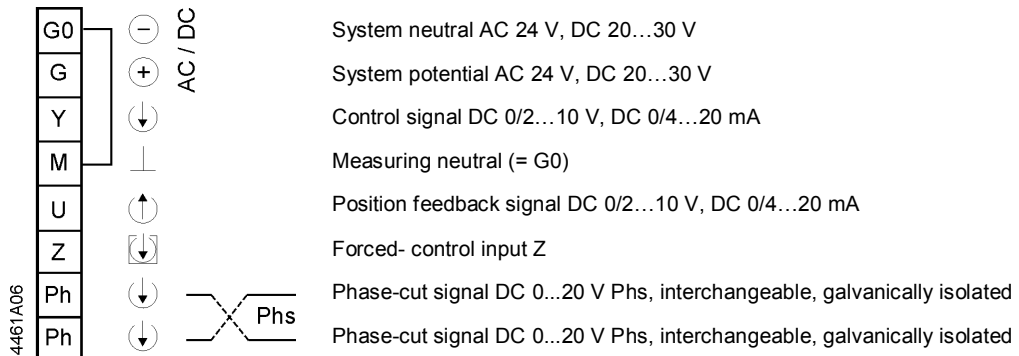 G0 AC / DC System neutral AC 24 V, DC 20...30 V
G System potential AC 24 V, DC 20...30 V
Y Control signal DC 0/2...10 V, DC 0/4...20 mA
M Measuring neutral (= G0)
U Position feedback signal DC 0/2...10 V, DC 0/4...20 mA
Z Forced- control input Z
Ph Phase-cut signal DC 0...20 V Phs, interchangeable, galvanically isolated
Phs
Ph Phase-cut signal DC 0...20 V Phs, interchangeable, galvanically isolated
4461A06